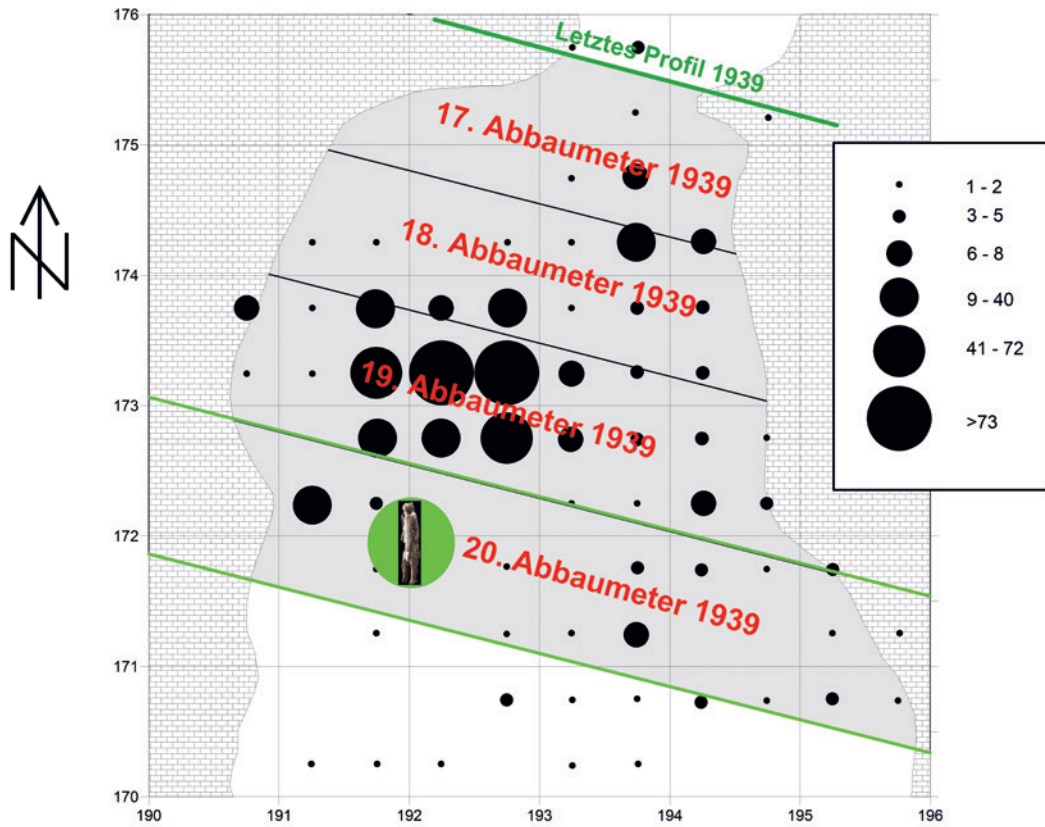 176
Letztes Profil 1939
17. Abbaumeter 1939
175
1 - 2
3 - 5
18. Abbaumeter 1939
6 - 8
N
174
9 - 40
41 - 72
19. Abbaumeter 1939
173
>73
172
20. Abbaumeter 1939
171
170
190
191
192
193
194
195
196